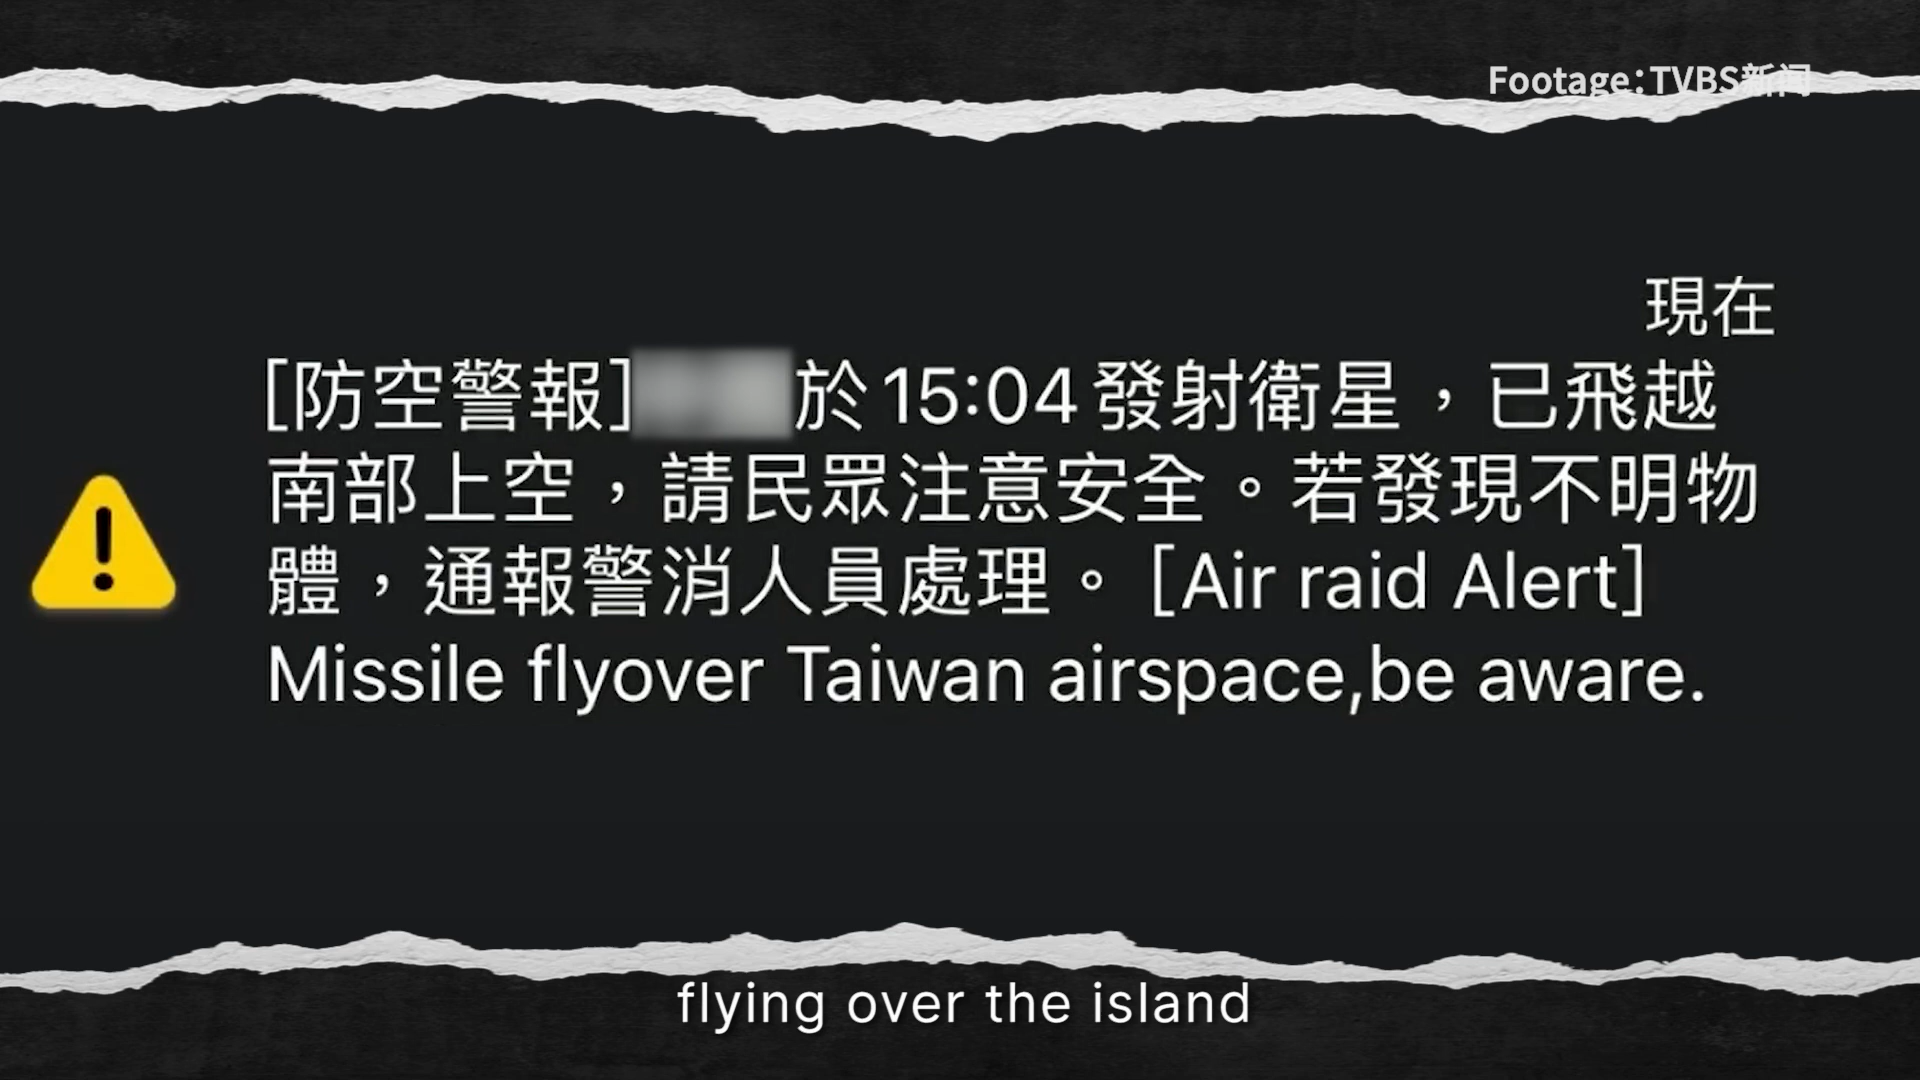 Footage:TVBS新闻
現在
[防空警報] 於15:04發射衛星，已飛越
南部上空，請民眾注意安全。若發現不明物
體，通報警消人員處理。[Air raid Alert]
Missile flyover Taiwan airspace,be aware.
flying over the island